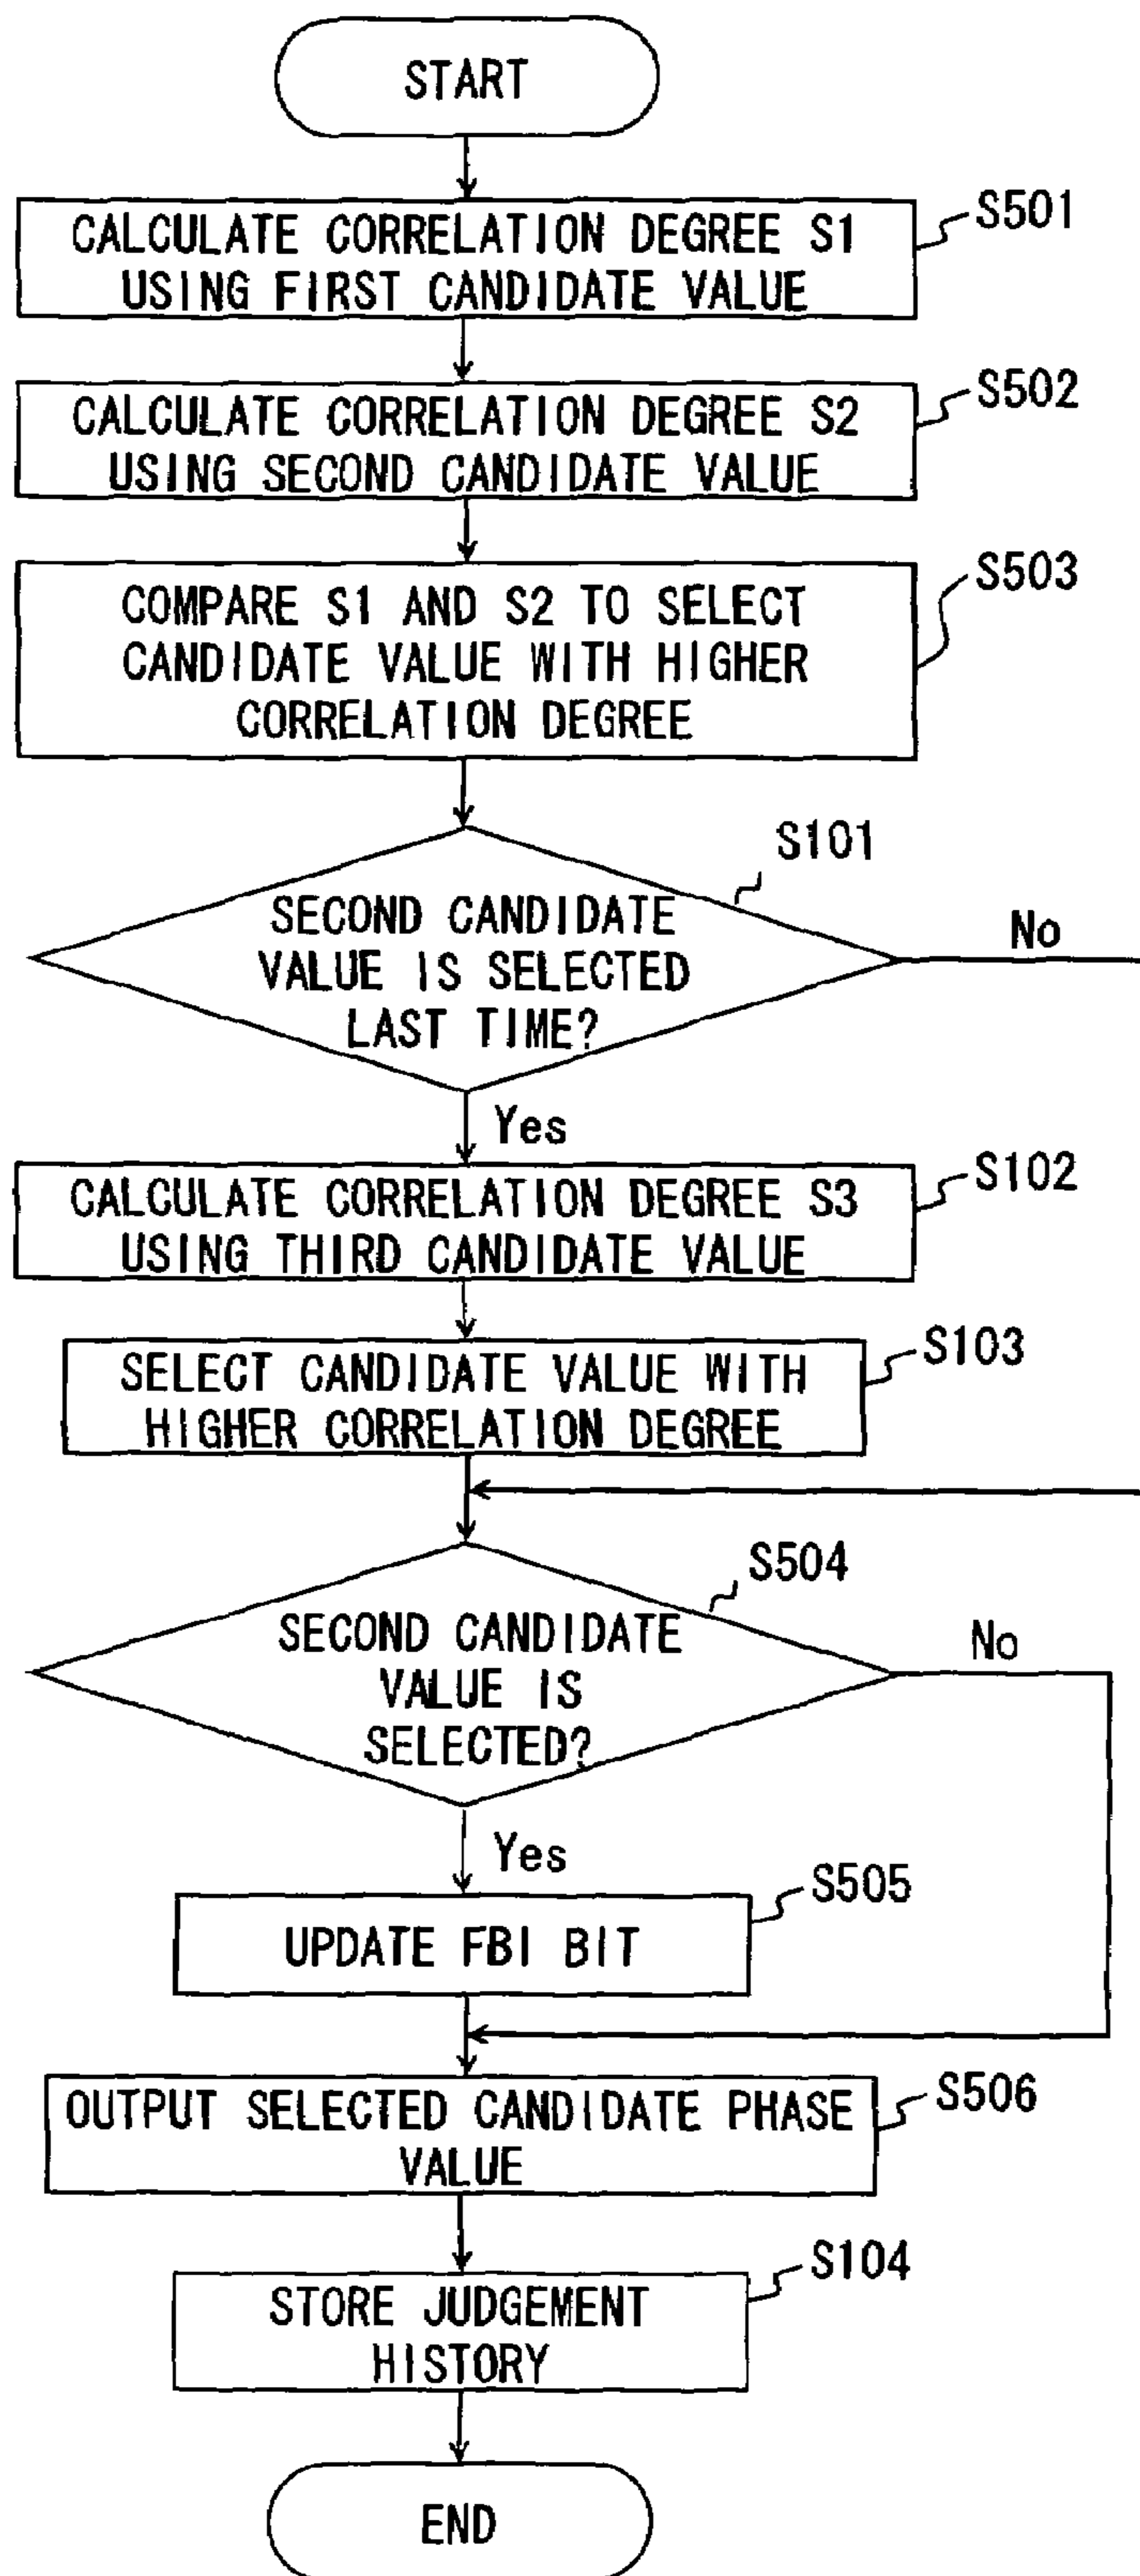 START
S501
CALCULATE CORRELATION DEGREE S1
USING FIRST CANDIDATE VALUE
S502
CALCULATE CORRELATION DEGREE S2
USING SECOND CANDIDATE VALUE
S503
COMPARE S1 AND S2 TO SELECT
CANDIDATE VALUE WITH HIGHER
CORRELATION DEGREE
S101
SECOND CANDIDATE
VALUE IS SELECTED
LAST TIME?
No
Yes
S102
CALCULATE CORRELATION DEGREE S3
USING THIRD CANDIDATE VALUE
S103
SELECT CANDIDATE VALUE WITH
HIGHER CORRELATION DEGREE
S504
SECOND CANDIDATE
VALUE IS
SELECTED?
No
Yes
S505
UPDATE FBI BIT
S506
OUTPUT SELECTED CANDIDATE PHASE
VALUE
S104
STORE JUDGEMENT
HISTORY
END